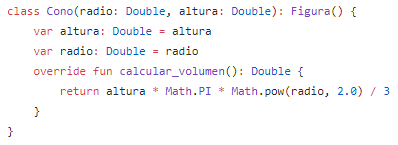 class Cono(radio: Double, altura: Double): Figura() {
    var altura: Double = altura
    var radio: Double = radio
    override fun calcular_volumen(): Double {
        return altura * Math.PI * Math.pow(radio, 2.0) / 3
    }
}